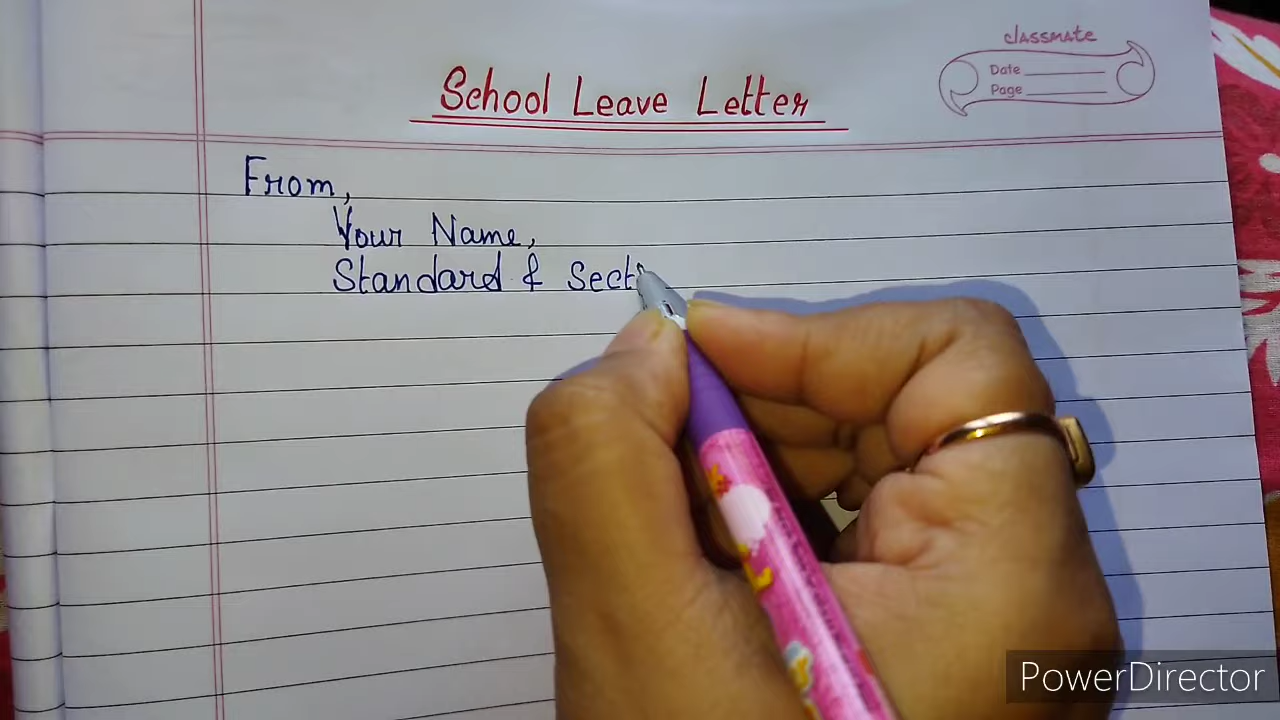 classmate
Date
Page
School Leave Letter
From,
Your Name,
Standard & Sect
PowerDirector